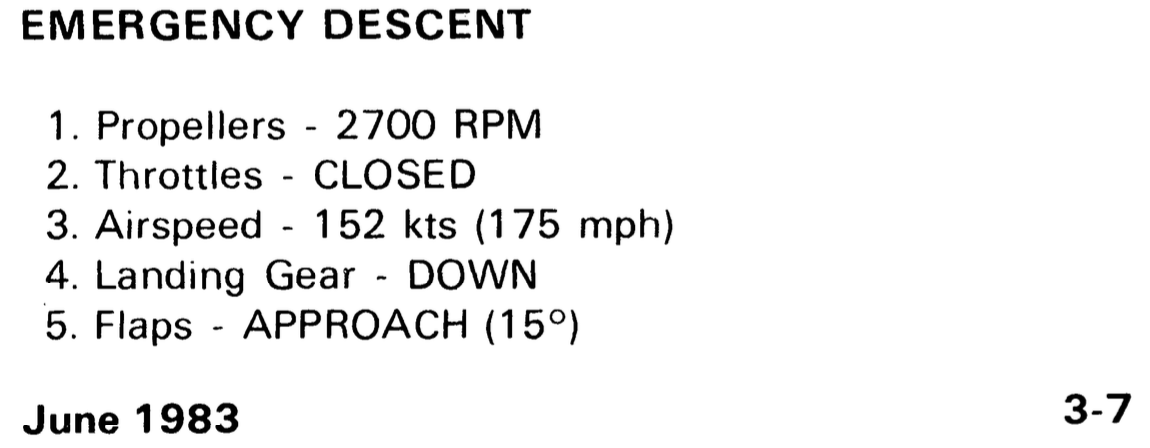 EMERGENCY DESCENT
1. Propellers - 2700 RPM
2. Throttles - CLOSED
3. Airspeed - 152 kts (175 mph)
4. Landing Gear - DOWN
5. Flaps - APPROACH (15º)
June 1983 3-7